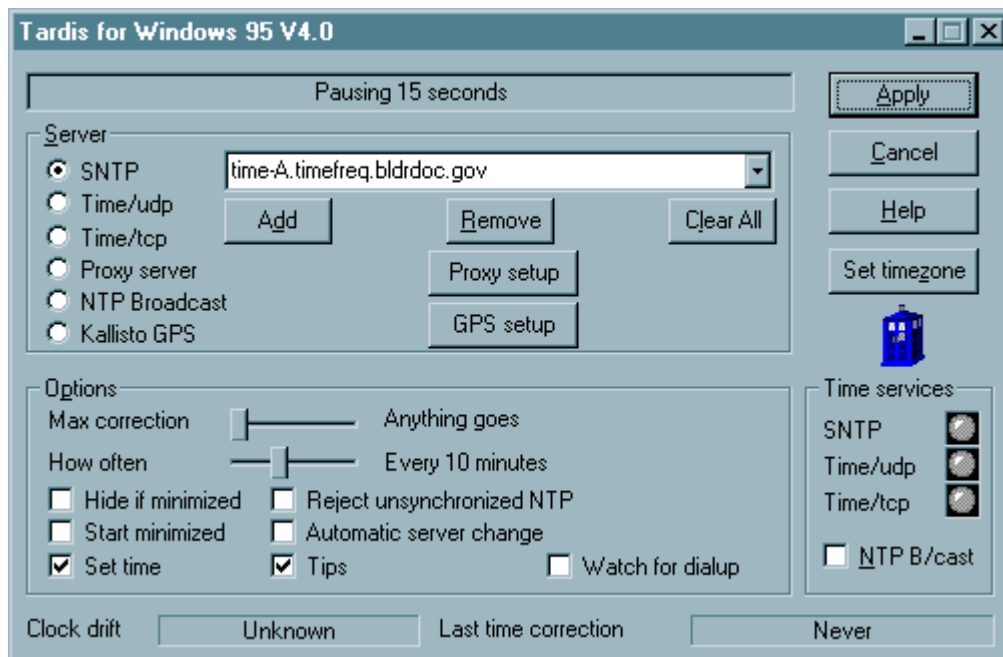 Tardis for Windows 95 V4.0
Pausing 15 seconds
Apply
Server
SNTP
time-A.timefreq.bldrdoc.gov
Cancel
Time/udp
Add
Remove
Clear All
Help
Time/tcp
Proxy server
Proxy setup
Set timezone
NTP Broadcast
GPS setup
Kallisto GPS
Options
Max correction
Anything goes
How often
Every 10 minutes
Hide if minimized
Reject unsynchronized NTP
Start minimized
Automatic server change
Set time
Tips
Watch for dialup
Time services
SNTP
Time/udp
Time/tcp
NTP B/cast
Clock drift
Unknown
Last time correction
Never